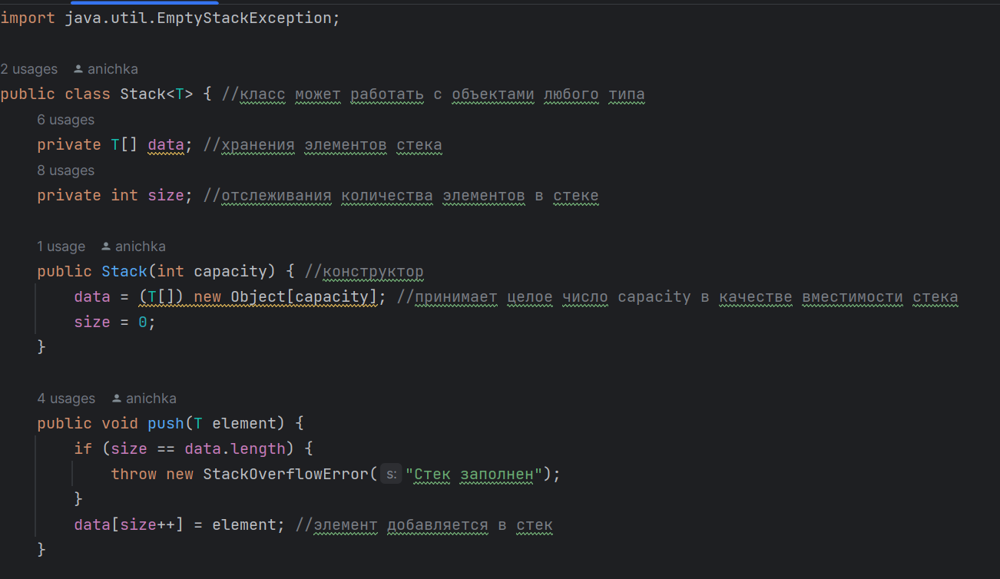 import java.util.EmptyStackException;
2 usages anichka
public class Stack<T> { //класс может работать с объектами любого типа
6 usages
private T[] data; //хранения элементов стека
8 usages
private int size; //отслеживания количества элементов в стеке
1 usage anichka
public Stack(int capacity) { //конструктор
data = (T[]) new Object[capacity]; //принимает целое число capacity в качестве вместимости стека
size = 0;
}
4 usages anichka
public void push(T element) {
if (size == data.length) {
throw new StackOverflowError( s: "Стек заполнен");
}
data[size++] = element; //элемент добавляется в стек
}